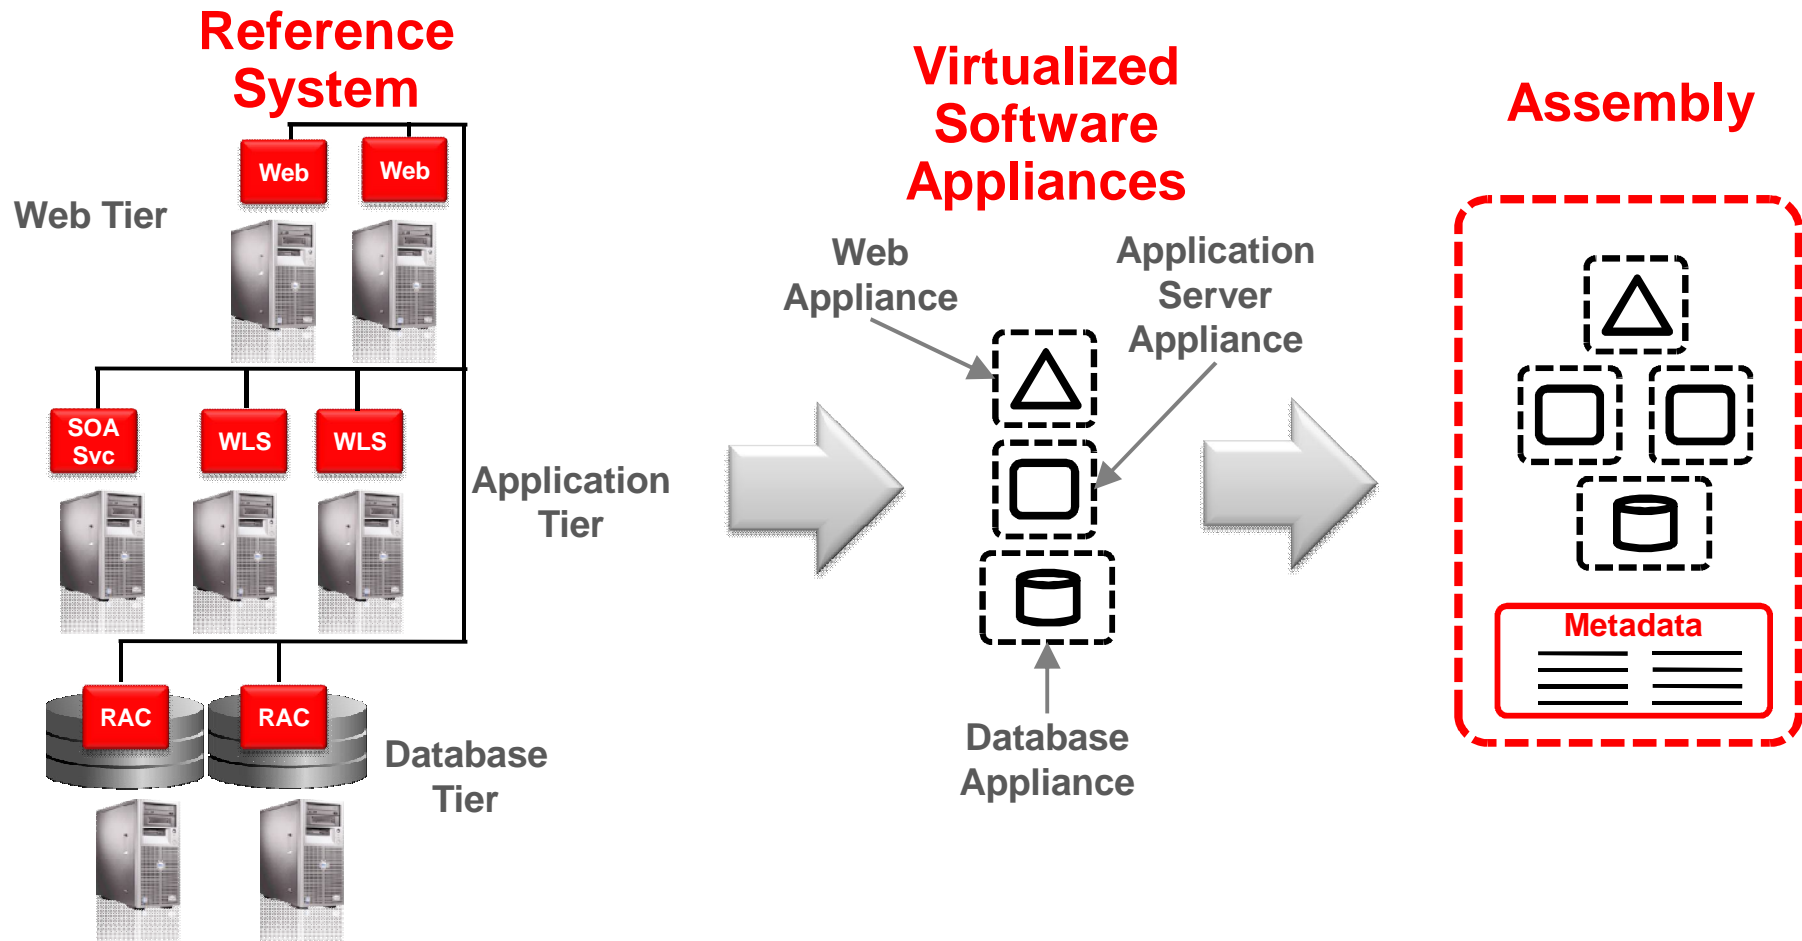 Reference
System
Web
Web
Web Tier
SOA
Svc
WLS
WLS
Application
Tier
RAC
RAC
Database
Tier
Virtualized
Software
Appliances
Web
Appliance
Application
Server
Appliance
Database
Appliance
Assembly
Metadata